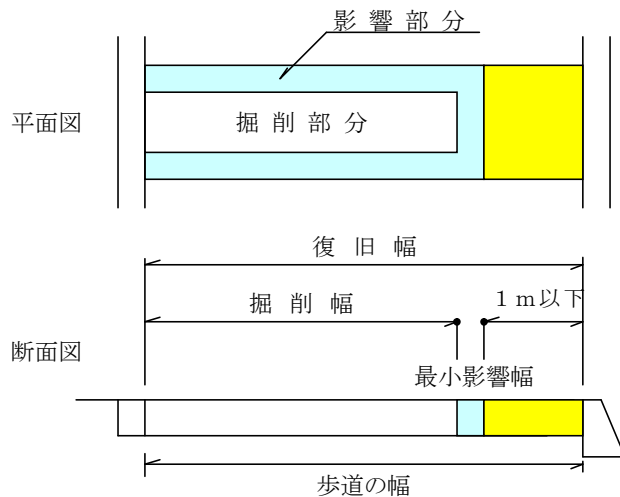 影 響 部 分
平面図
掘 削 部 分
復 旧 幅
掘 削 幅
1 m以下
断面図
最小影響幅
歩道の幅